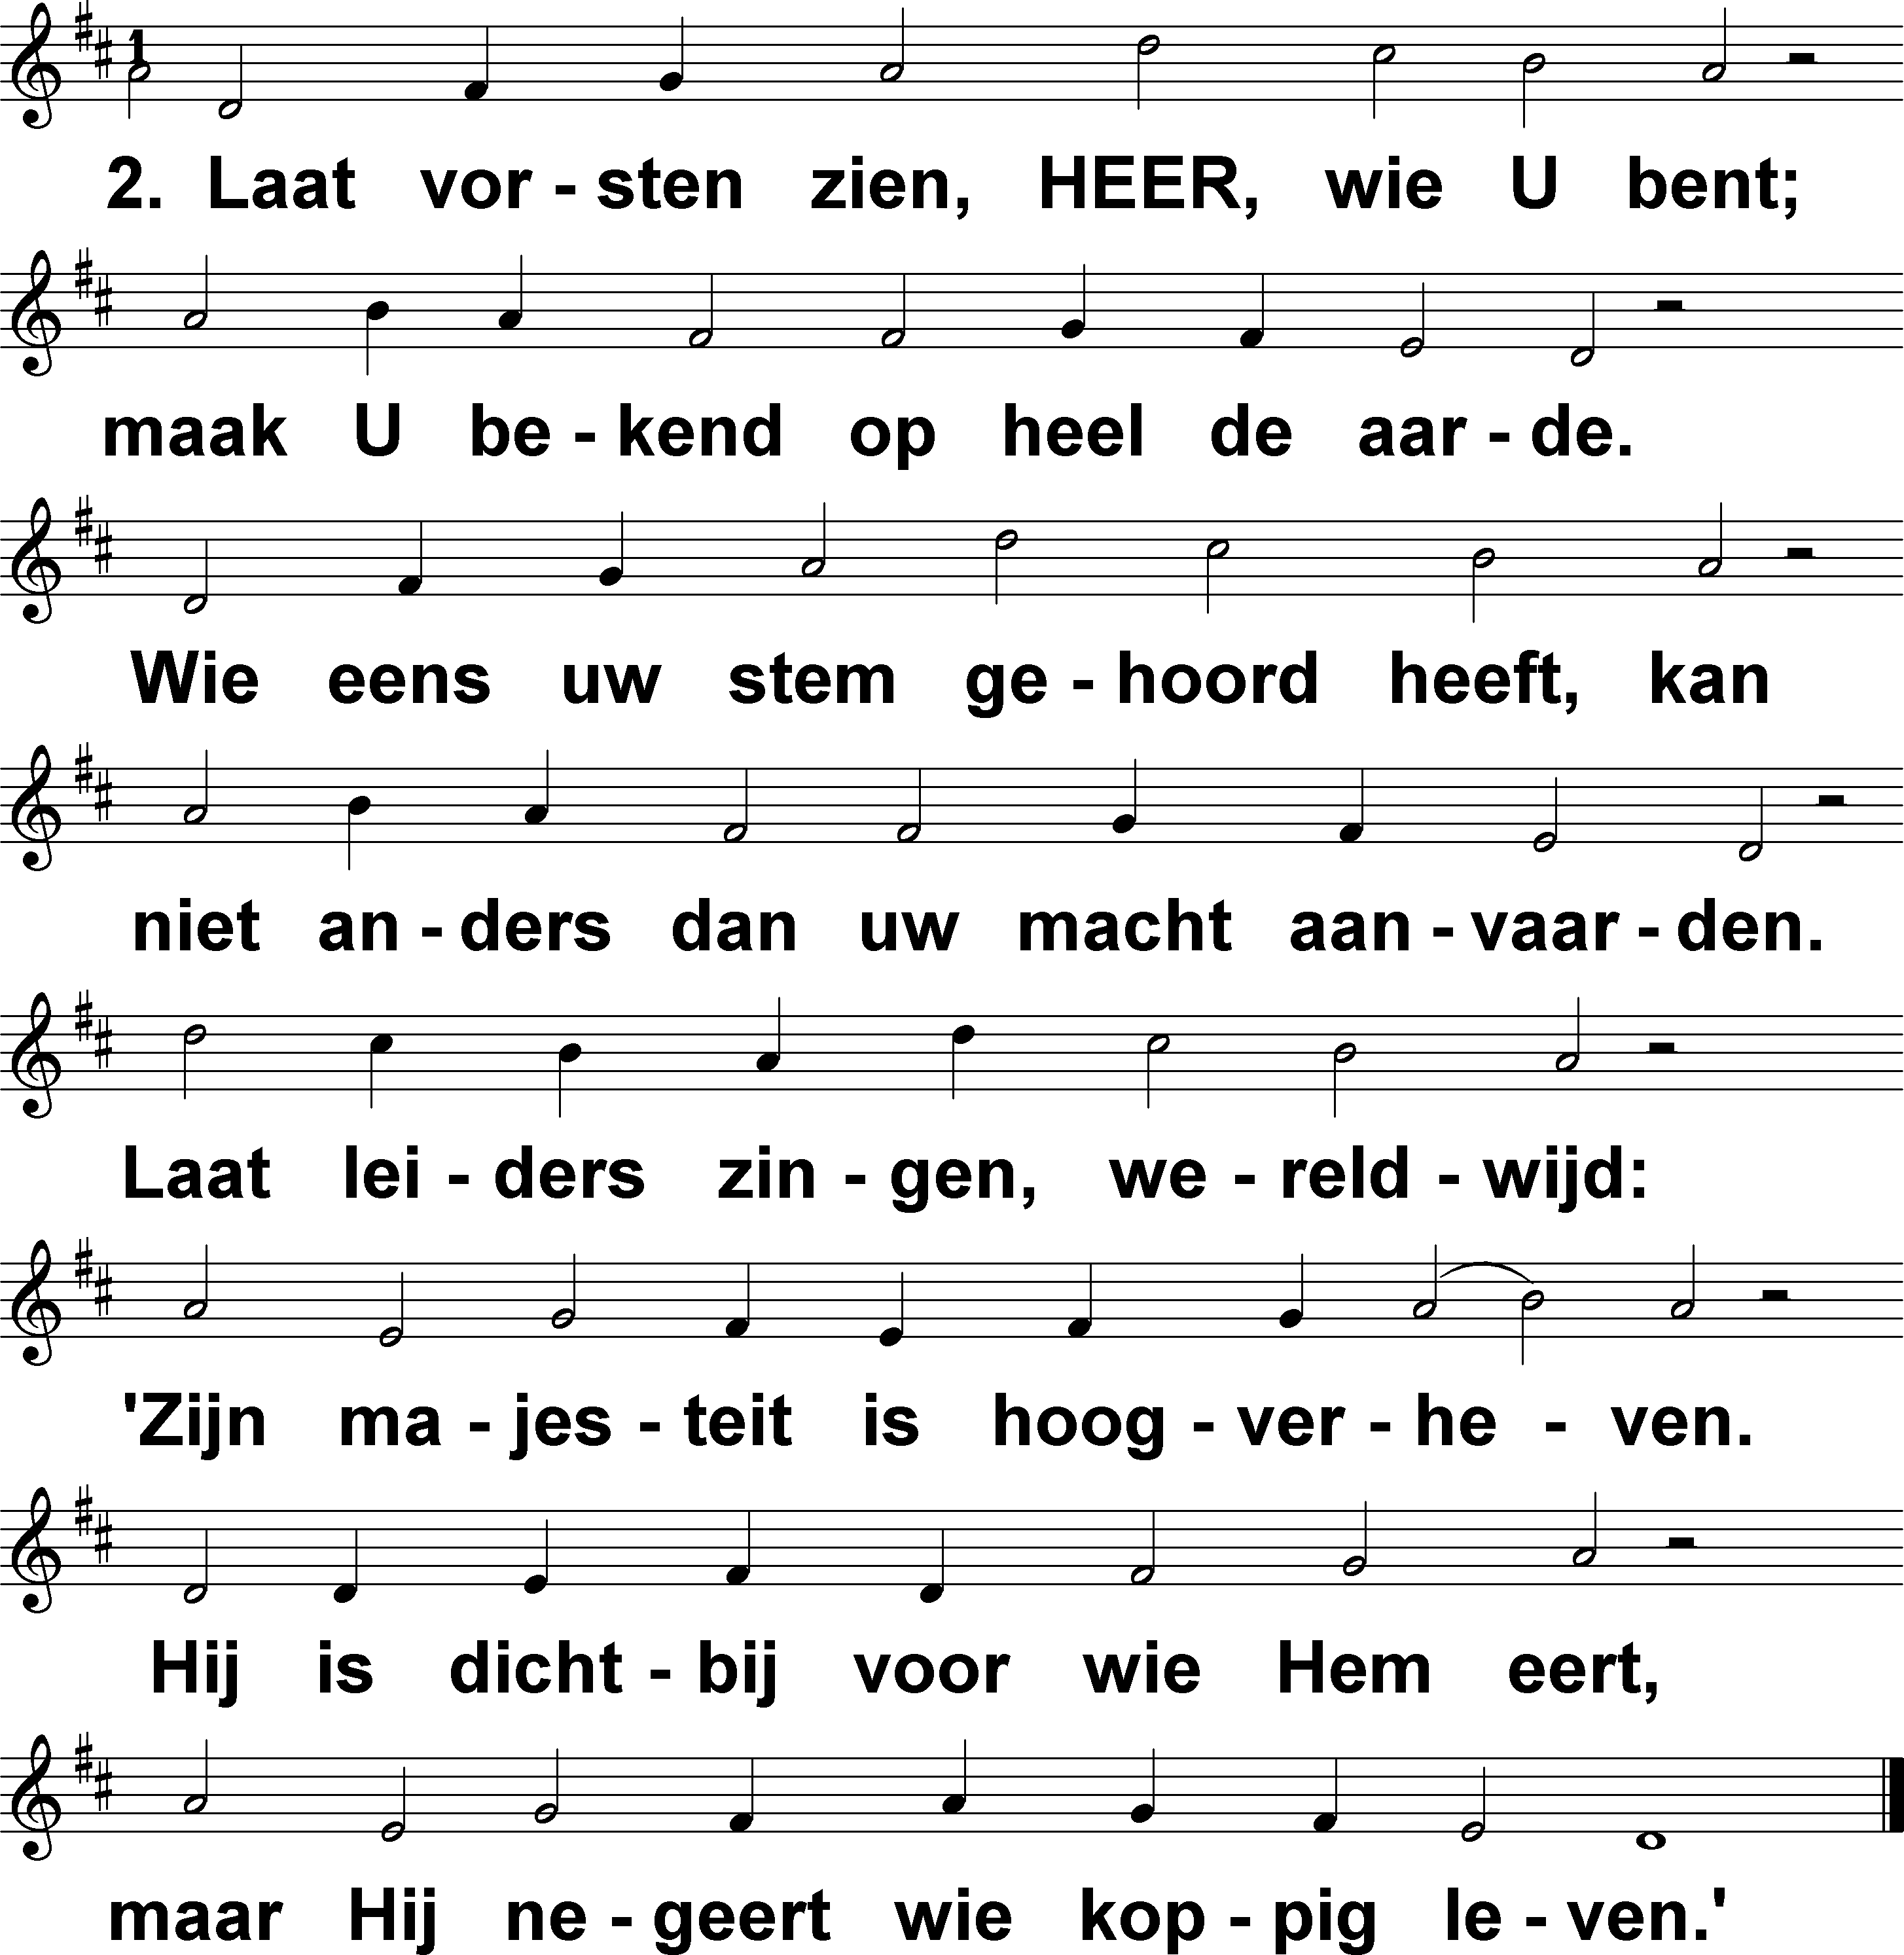 1
2. Laat vor - sten zien, HEER, wie U bent;
maak U be - kend op heel de aar - de.
Wie eens uw stem ge - hoord heeft, kan
niet an - ders dan uw macht aan - vaar - den.
Laat lei - ders zin - gen, we - reld - wijd:
'Zijn ma - jes - teit is hoog - ver - he - ven.
Hij is dicht - bij voor wie Hem eert,
maar Hij ne - geert wie kop - pig le - ven.'